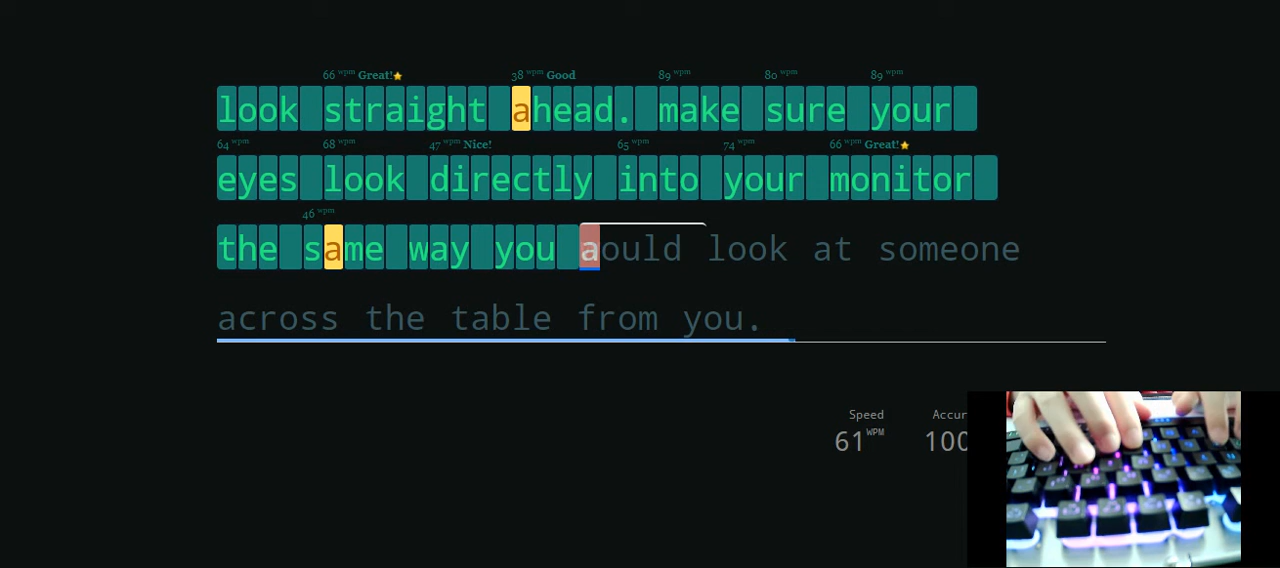 66 wpm Great!⭐ 38 wpm Good 89 wpm 80 wpm 89 wpm
look straight ahead. make sure your
64 wpm 68 wpm 47 wpm Nice! 65 wpm 74 wpm 66 wpm Great!⭐
eyes look directly into your monitor
46 wpm
the same way you aould look at someone
across the table from you.
Speed Accur
61 WPM 100